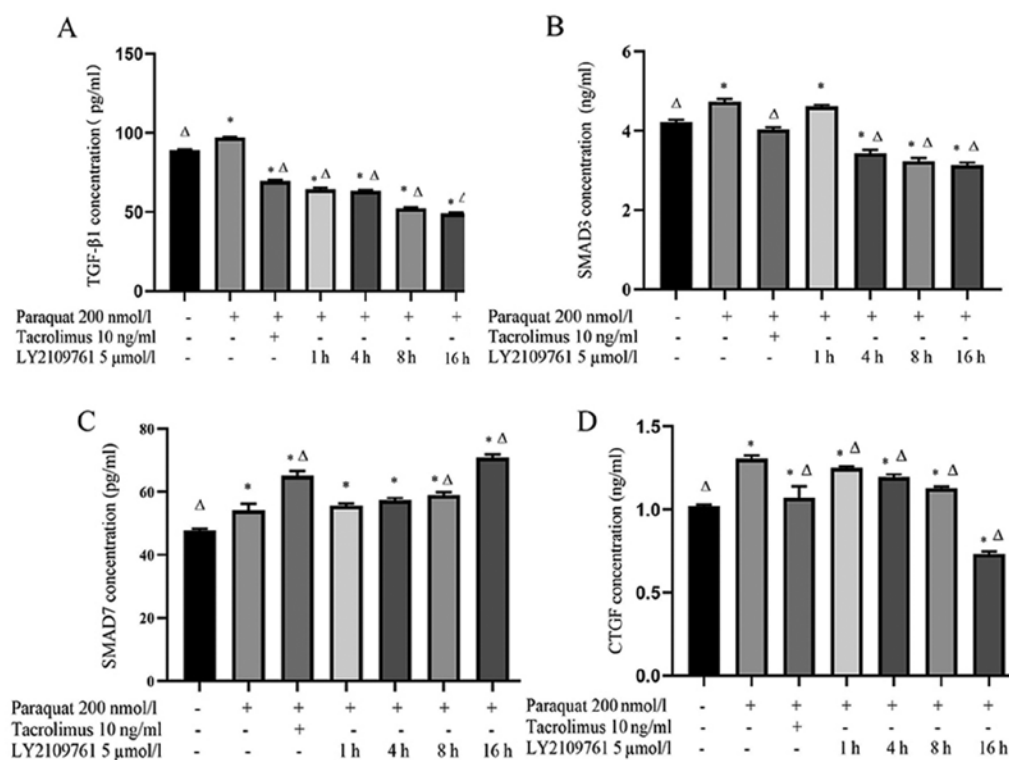 A
TGF-β1 concentration ( pg/ml)
150
100
50
0
Δ
*
* Δ
* Δ
* Δ
* Δ
* Δ
Paraquat 200 nmol/l - + + + + + +
Tacrolimus 10 ng/ml - - + - - - -
LY2109761 5 μmol/l - - - 1 h 4 h 8 h 16 h
B
SMAD3 concentration (ng/ml)
6
4
2
0
Δ
*
Δ
*
* Δ
* Δ
* Δ
Paraquat 200 nmol/l - + + + + + +
Tacrolimus 10 ng/ml - - + - - - -
LY2109761 5 μmol/l - - - 1 h 4 h 8 h 16 h
C
SMAD7 concentration (pg/ml)
80
60
40
20
0
Δ
*
* Δ
*
*
* Δ
* Δ
Paraquat 200 nmol/l - + + + + + +
Tacrolimus 10 ng/ml - - + - - - -
LY2109761 5 μmol/l - - - 1 h 4 h 8 h 16 h
D
CTGF concentration (ng/ml)
1.5
1.0
0.5
0.0
Δ
*
* Δ
* Δ
* Δ
* Δ
* Δ
Paraquat 200 nmol/l - + + + + + +
Tacrolimus 10 ng/ml - - + - - - -
LY2109761 5 μmol/l - - - 1 h 4 h 8 h 16 h